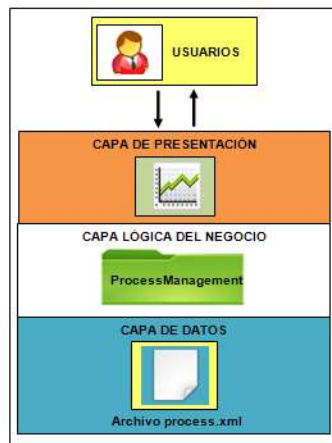 USUARIOS
CAPA DE PRESENTACIÓN
CAPA LÓGICA DEL NEGOCIO
ProcessManagement
CAPA DE DATOS
Archivo process.xml